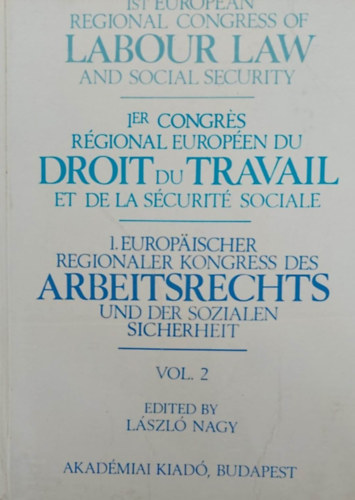 1ST EUROPEAN
REGIONAL CONGRESS OF
LABOUR LAW
AND SOCIAL SECURITY
1ER CONGRÈS
RÉGIONAL EUROPÉEN DU
DROIT DU TRAVAIL
ET DE LA SÉCURITÉ SOCIALE
1. EUROPÄISCHER
REGIONALER KONGRESS DES
ARBEITSRECHTS
UND DER SOZIALEN
SICHERHEIT
VOL. 2
EDITED BY
LÁSZLÓ NAGY
AKADÉMIAI KIADÓ, BUDAPEST